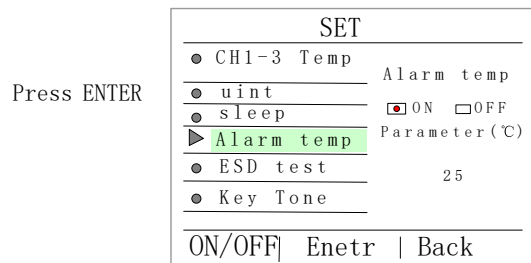 SET
Press ENTER
CH1-3 Temp
uint
sleep
Alarm temp
ESD test
Key Tone
Alarm temp
ON OFF
Parameter(℃)
25
ON/OFF| Enetr | Back